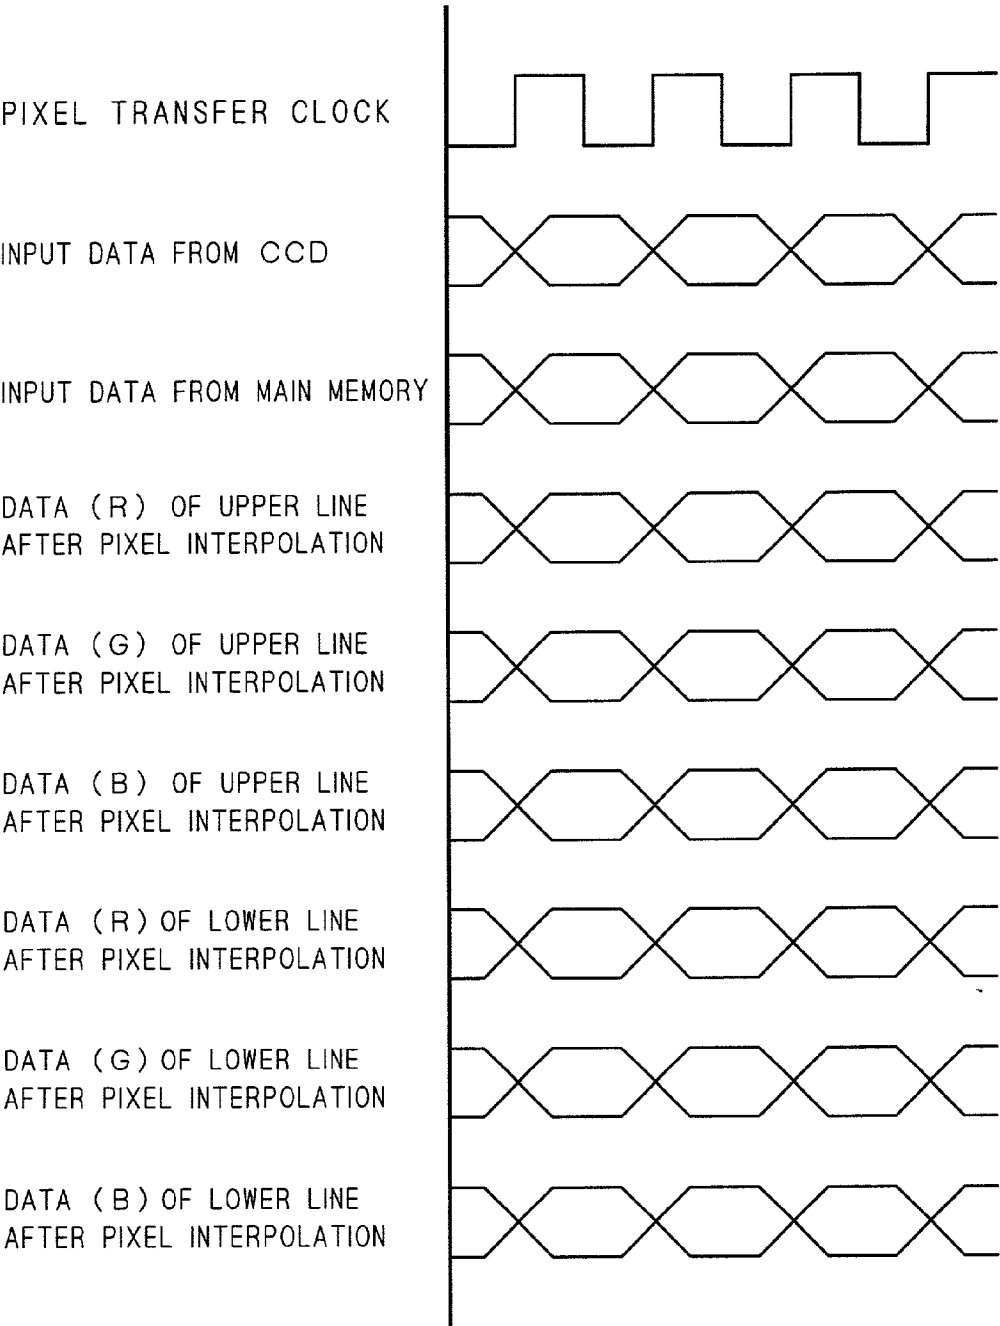 PIXEL TRANSFER CLOCK
INPUT DATA FROM CCD
INPUT DATA FROM MAIN MEMORY
DATA (R) OF UPPER LINE
AFTER PIXEL INTERPOLATION
DATA (G) OF UPPER LINE
AFTER PIXEL INTERPOLATION
DATA (B) OF UPPER LINE
AFTER PIXEL INTERPOLATION
DATA (R) OF LOWER LINE
AFTER PIXEL INTERPOLATION
DATA (G) OF LOWER LINE
AFTER PIXEL INTERPOLATION
DATA (B) OF LOWER LINE
AFTER PIXEL INTERPOLATION